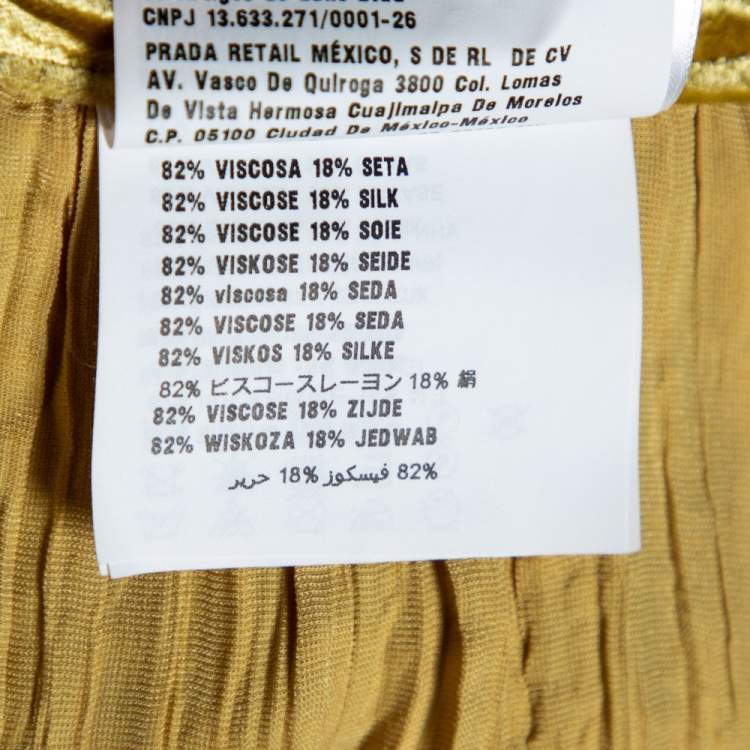 CNPJ 13.633.271/0001-26
PRADA RETAIL MÉXICO, S DE RL DE CV
AV. Vasco De Quiroga 3800 Col. Lomas
De Vista Hermosa Cuajimalpa De Morelos
C.P. 05100 Ciudad De México-México
82% VISCOSA 18% SETA
82% VISCOSE 18% SILK
82% VISCOSE 18% SOIE
82% VISKOSE 18% SEIDE
82% viscosa 18% SEDA
82% VISCOSE 18% SEDA
82% VISKOS 18% SILKE
82% ビスコースレーヨン 18% 絹
82% VISCOSE 18% ZIJDE
82% WISKOZA 18% JEDWAB
82% فيسكوز 18% حرير